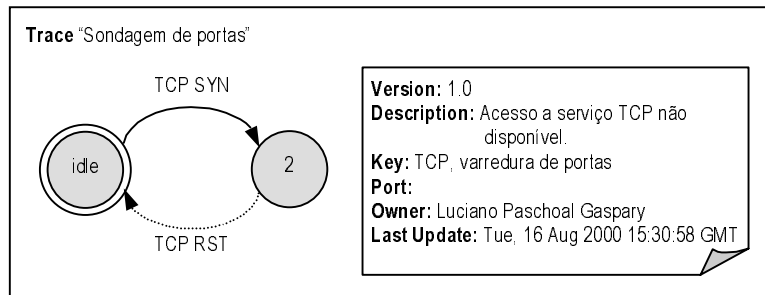 Trace “Sondagem de portas”
TCP SYN
idle
2
TCP RST
Version: 1.0
Description: Acesso a serviço TCP não
disponível.
Key: TCP, varredura de portas
Port:
Owner: Luciano Paschoal Gaspary
Last Update: Tue, 16 Aug 2000 15:30:58 GMT